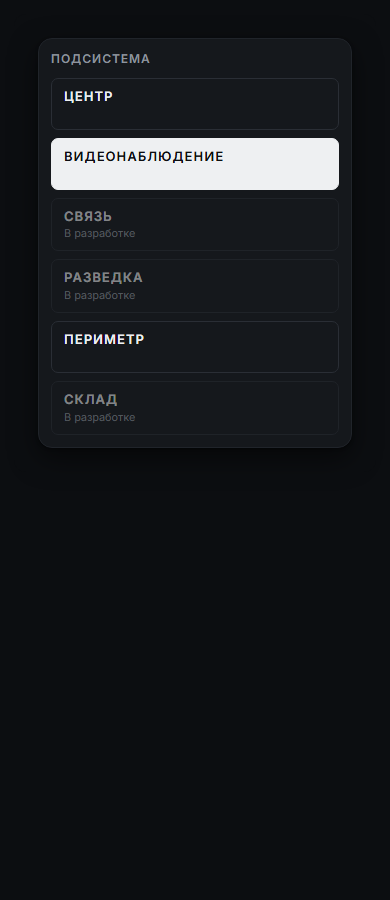 ПОДСИСТЕМА
ЦЕНТР
ВИДЕОНАБЛЮДЕНИЕ
СВЯЗЬ
В разработке
РАЗВЕДКА
В разработке
ПЕРИМЕТР
СКЛАД
В разработке